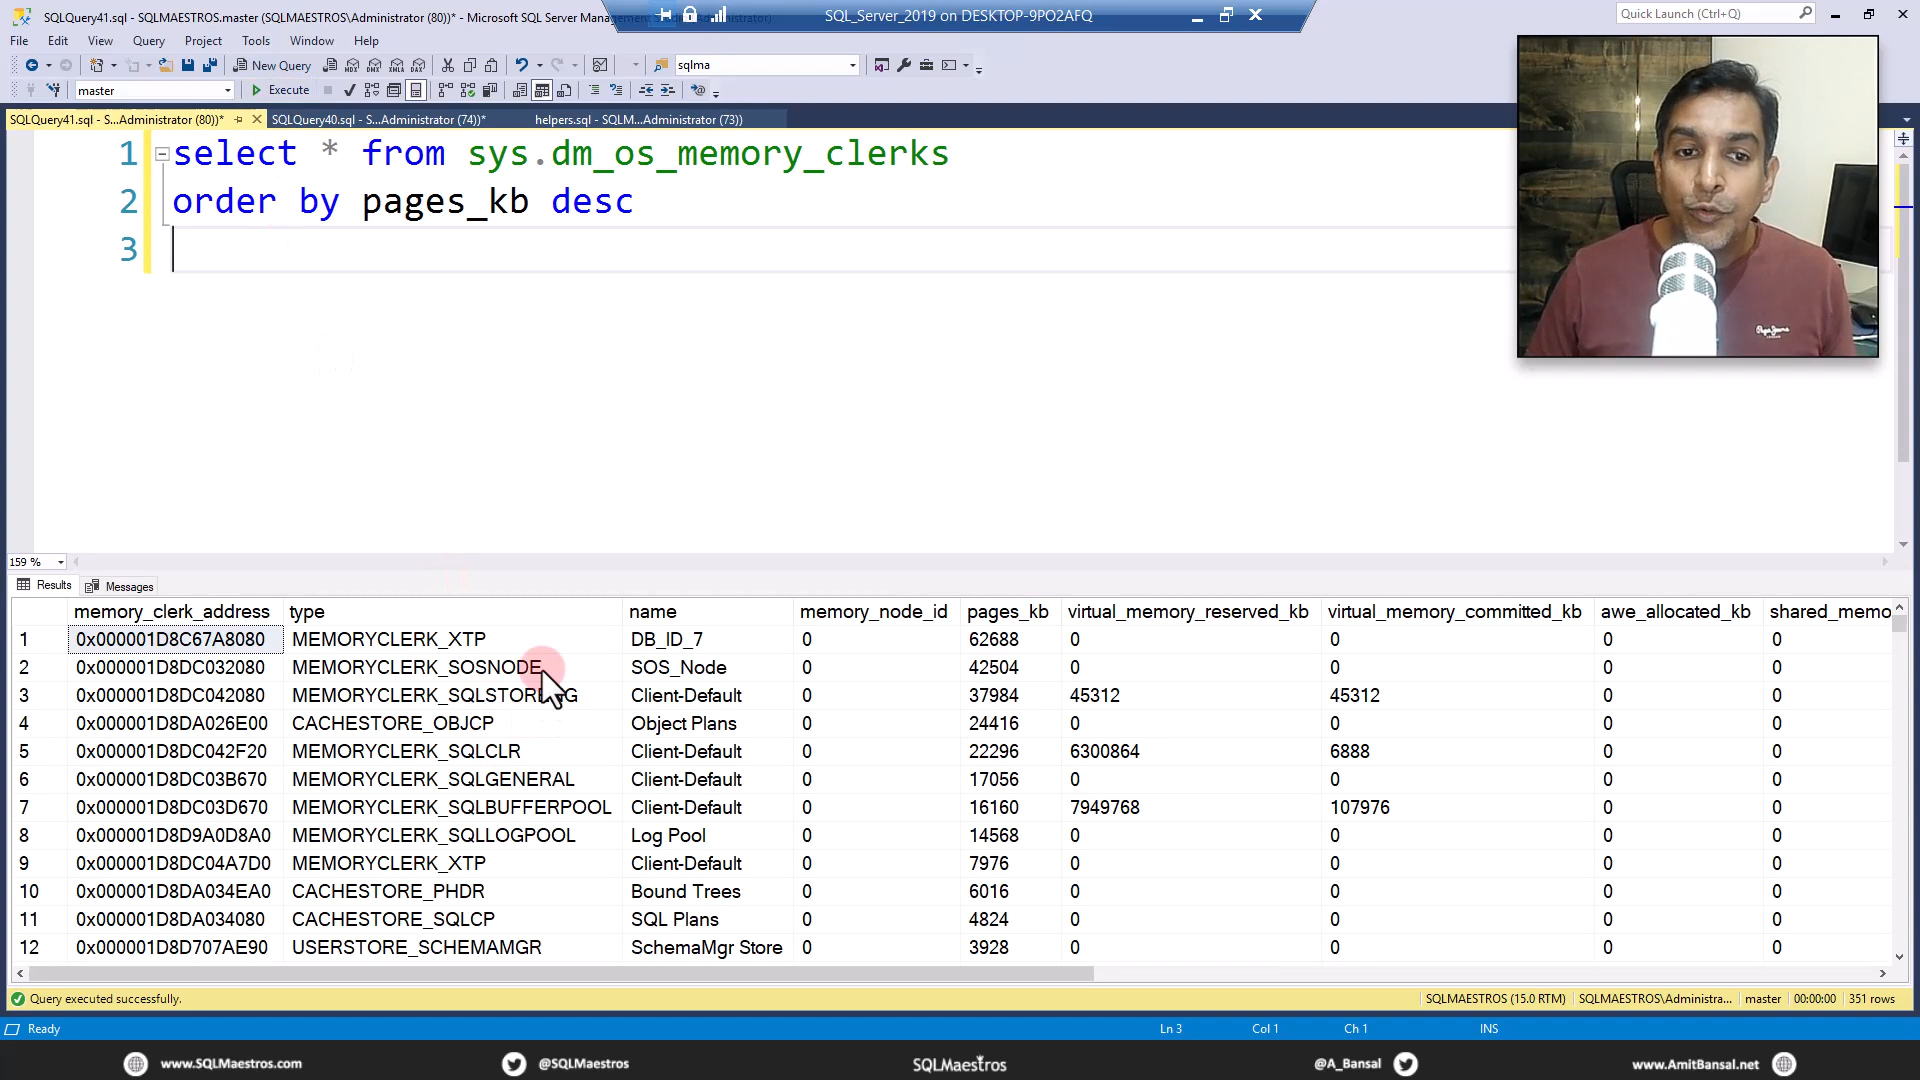 SQLQuery41.sql - SQLMAESTROS.master (SQLMAESTROS\Administrator (80))* - Microsoft SQL Server
SQL_Server_2019 on DESKTOP-9PO2AFQ
Quick Launch (Ctrl+Q)
File Edit View Query Project Tools Window Help
New Query
sqlma
master
Execute
SQLQuery41.sql - S...Administrator (80))*
SQLQuery40.sql - S...Administrator (74))*
helpers.sql - SQLM...Administrator (73))
1 select * from sys.dm_os_memory_clerks
2 order by pages_kb desc
3
159 %
Results Messages
memory_clerk_address type name memory_node_id pages_kb virtual_memory_reserved_kb virtual_memory_committed_kb awe_allocated_kb shared_memo
1 0x000001D8C67A8080 MEMORYCLERK_XTP DB_ID_7 0 62688 0 0 0 0
2 0x000001D8DC032080 MEMORYCLERK_SOSNODE SOS_Node 0 42504 0 0 0 0
3 0x000001D8DC042080 Client-Default 0 37984 45312 45312 0 0
4 0x000001D8DA026E00 CACHESTORE_OBJCP Object Plans 0 24416 0 0 0 0
5 0x000001D8DC042F20 MEMORYCLERK_SQLCLR Client-Default 0 22296 6300864 6888 0 0
6 0x000001D8DC03B670 MEMORYCLERK_SQLGENERAL Client-Default 0 17056 0 0 0 0
7 0x000001D8DC03D670 MEMORYCLERK_SQLBUFFERPOOL Client-Default 0 16160 7949768 107976 0 0
8 0x000001D8D9A0D8A0 MEMORYCLERK_SQLLOGPOOL Log Pool 0 14568 0 0 0 0
9 0x000001D8DC04A7D0 MEMORYCLERK_XTP Client-Default 0 7976 0 0 0 0
10 0x000001D8DA034EA0 CACHESTORE_PHDR Bound Trees 0 6016 0 0 0 0
11 0x000001D8DA034080 CACHESTORE_SQLCP SQL Plans 0 4824 0 0 0 0
12 0x000001D8D707AE90 USERSTORE_SCHEMAMGR SchemaMgr Store 0 3928 0 0 0 0
Query executed successfully.
SQLMAESTROS (15.0 RTM) SQLMAESTROS\Administra... master 00:00:00 351 rows
Ready
Ln 3 Col 1 Ch 1 INS
www.SQLMaestros.com @SQLMaestros SQLMaestros @A_Bansal www.AmitBansal.net